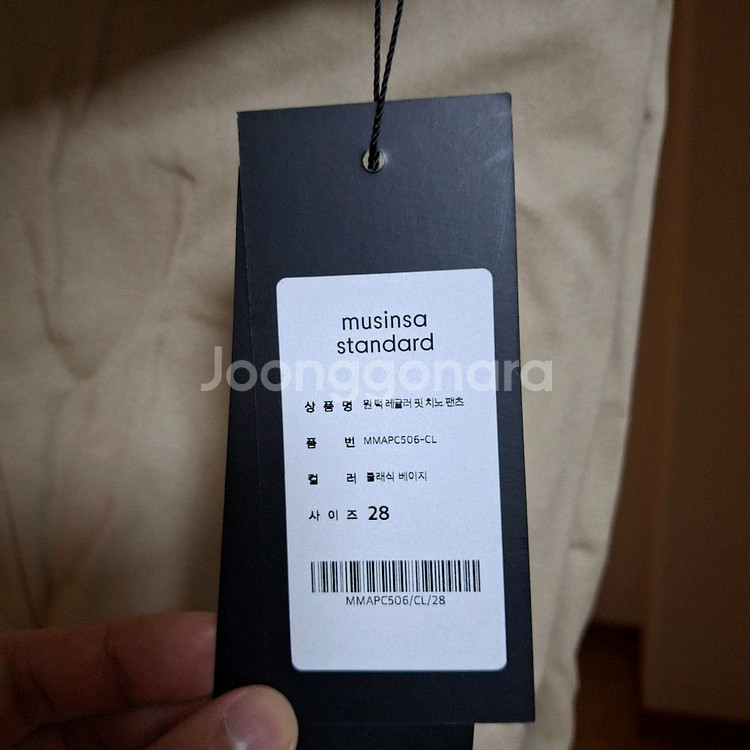 musinsa
standard
Joonggonara
상품명 원 턱 레귤러 핏 치노 팬츠
품번 MMAPC506-CL
컬러 클래식 베이지
사이즈 28
MMAPC506/CL/28